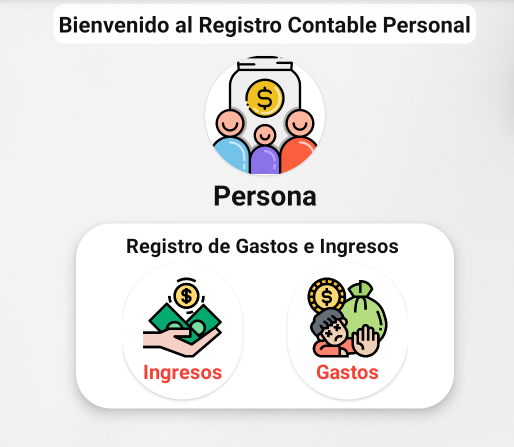 Bienvenido al Registro Contable Personal
Persona
Registro de Gastos e Ingresos
Ingresos
Gastos